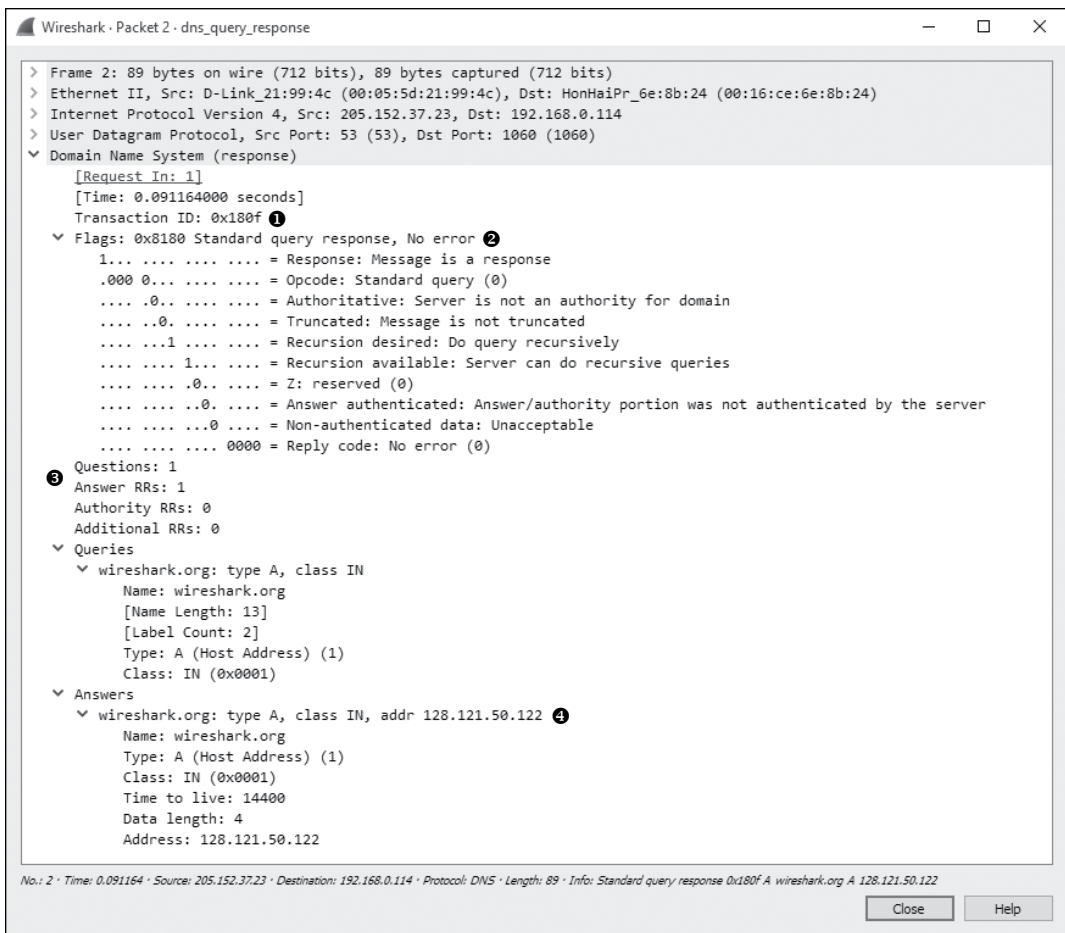 Wireshark · Packet 2 · dns_query_response
Frame 2: 89 bytes on wire (712 bits), 89 bytes captured (712 bits)
Ethernet II, Src: D-Link_21:99:4c (00:05:5d:21:99:4c), Dst: HonHaiPr_6e:8b:24 (00:16:ce:6e:8b:24)
Internet Protocol Version 4, Src: 205.152.37.23, Dst: 192.168.0.114
User Datagram Protocol, Src Port: 53 (53), Dst Port: 1060 (1060)
Domain Name System (response)
[Request In: 1]
[Time: 0.091164000 seconds]
Transaction ID: 0x180f ❶
Flags: 0x8180 Standard query response, No error ❷
1... .... .... .... = Response: Message is a response
.000 0... .... .... = Opcode: Standard query (0)
.... .0.. .... .... = Authoritative: Server is not an authority for domain
.... ..0. .... .... = Truncated: Message is not truncated
.... ...1 .... .... = Recursion desired: Do query recursively
.... .... 1... .... = Recursion available: Server can do recursive queries
.... .... .0.. .... = Z: reserved (0)
.... .... ..0. .... = Answer authenticated: Answer/authority portion was not authenticated by the server
.... .... ...0 .... = Non-authenticated data: Unacceptable
.... .... .... 0000 = Reply code: No error (0)
Questions: 1
❸
Answer RRs: 1
Authority RRs: 0
Additional RRs: 0
Queries
wireshark.org: type A, class IN
Name: wireshark.org
[Name Length: 13]
[Label Count: 2]
Type: A (Host Address) (1)
Class: IN (0x0001)
Answers
wireshark.org: type A, class IN, addr 128.121.50.122 ❹
Name: wireshark.org
Type: A (Host Address) (1)
Class: IN (0x0001)
Time to live: 14400
Data length: 4
Address: 128.121.50.122
No.: 2 · Time: 0.091164 · Source: 205.152.37.23 · Destination: 192.168.0.114 · Protocol: DNS · Length: 89 · Info: Standard query response 0x180f A wireshark.org A 128.121.50.122
Close Help